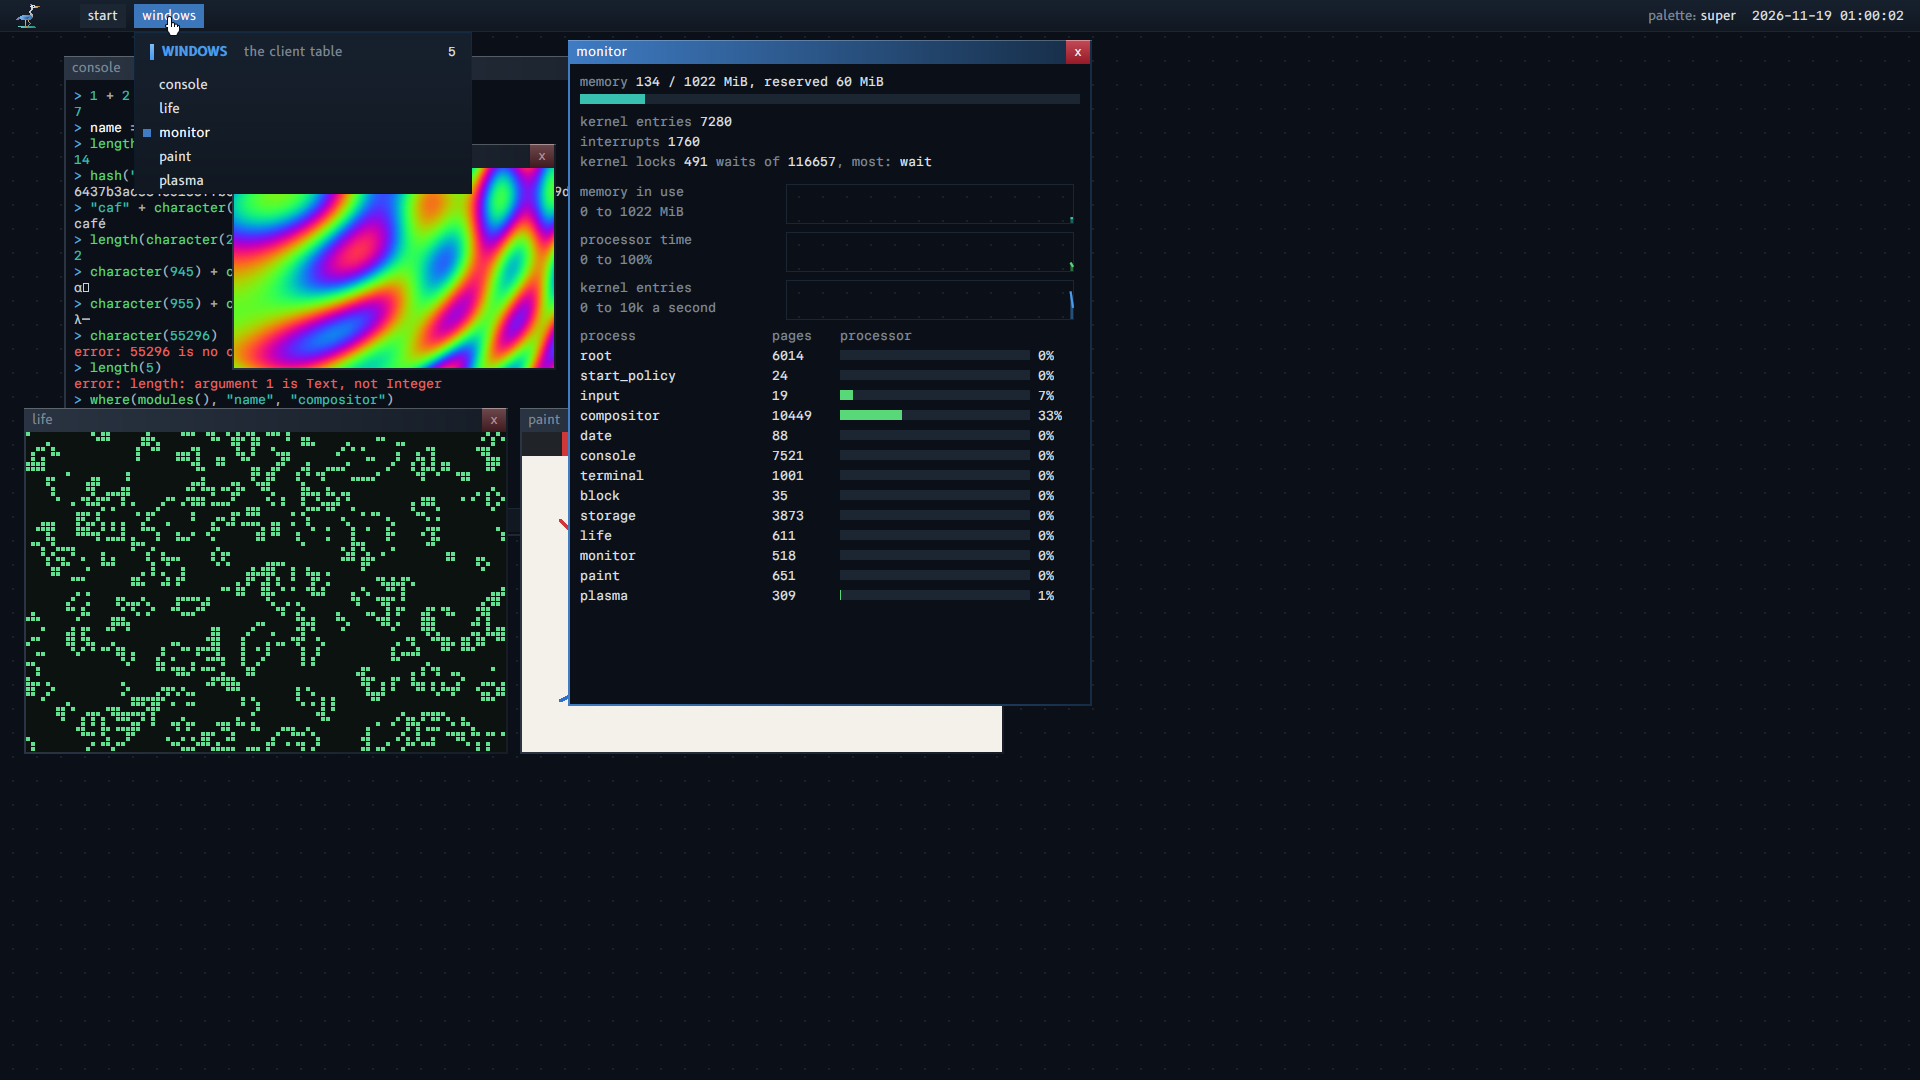 start windows palette: super 2026-11-19 01:00:02
WINDOWS the client table 5
console
life
monitor
paint
plasma
console
> 1 + 2
7
> name =
> length
14
> hash("
> "caf" + character(
café
> length(character(2
2
> character(945) + c
α
> character(955) + c
λ—
> character(55296)
error: 55296 is no c
> length(5)
error: length: argument 1 is Text, not Integer
> where(modules(), "name", "compositor")
x
life x
paint
monitor x
memory 134 / 1022 MiB, reserved 60 MiB
kernel entries 7280
interrupts 1760
kernel locks 491 waits of 116657, most: wait
memory in use
0 to 1022 MiB
processor time
0 to 100%
kernel entries
0 to 10k a second
process pages processor
root 6014 0%
start_policy 24 0%
input 19 7%
compositor 10449 33%
date 88 0%
console 7521 0%
terminal 1001 0%
block 35 0%
storage 3873 0%
life 611 0%
monitor 518 0%
paint 651 0%
plasma 309 1%